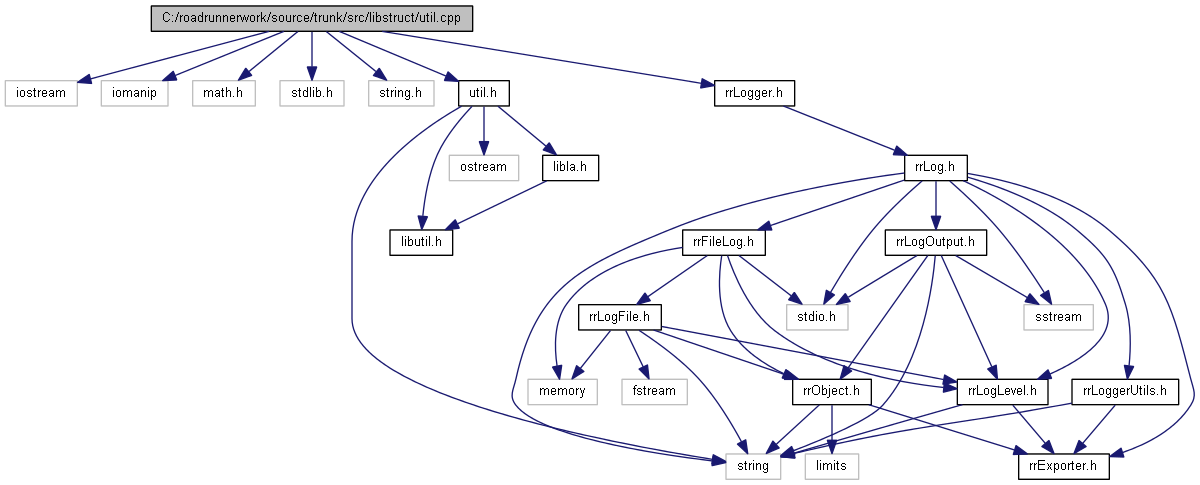 C:/roadrunnerwork/source/trunk/src/libstruct/util.cpp
iostream
iomanip
math.h
stdlib.h
string.h
util.h
rrLogger.h
ostream
libla.h
rrLog.h
libutil.h
rrFileLog.h
rrLogOutput.h
rrLogFile.h
stdio.h
sstream
memory
fstream
rrObject.h
rrLogLevel.h
rrLoggerUtils.h
string
limits
rrExporter.h